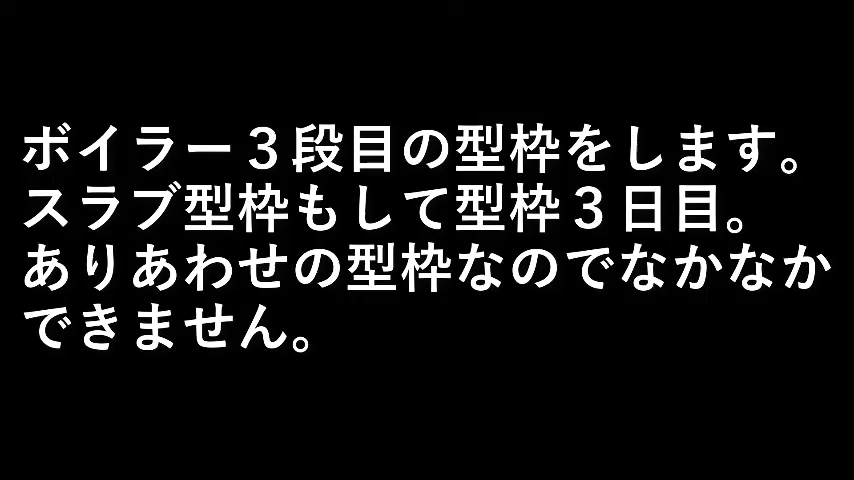 ボイラー３段目の型枠をします。
スラブ型枠もして型枠３日目。
ありあわせの型枠なのでなかなか
できません。